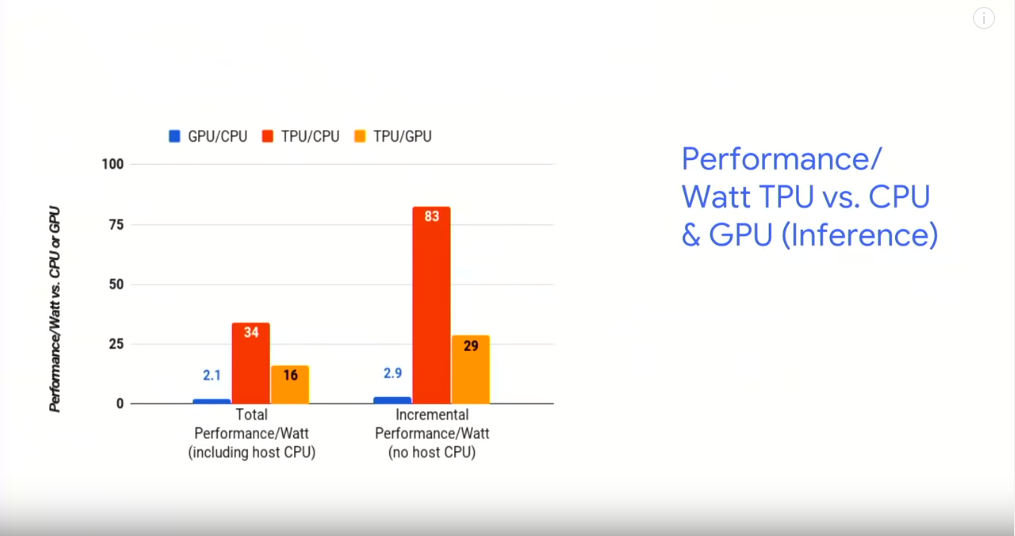 GPU/CPU TPU/CPU TPU/GPU
Performance/Watt vs. CPU or GPU
100
75
50
25
0
2.1
34
16
2.9
83
29
Total
Performance/Watt
(including host CPU)
Incremental
Performance/Watt
(no host CPU)
Performance/
Watt TPU vs. CPU
& GPU (Inference)
i